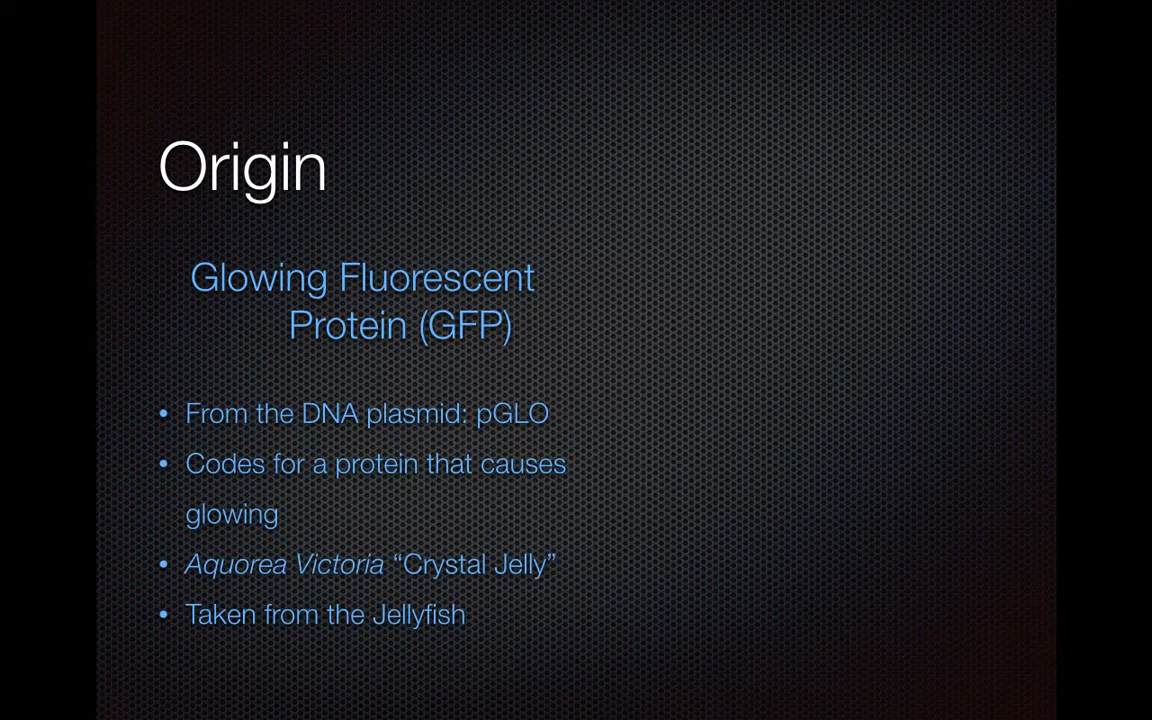 Origin
Glowing Fluorescent
Protein (GFP)
• From the DNA plasmid: pGLO
• Codes for a protein that causes
glowing
• Aquorea Victoria “Crystal Jelly”
• Taken from the Jellyfish